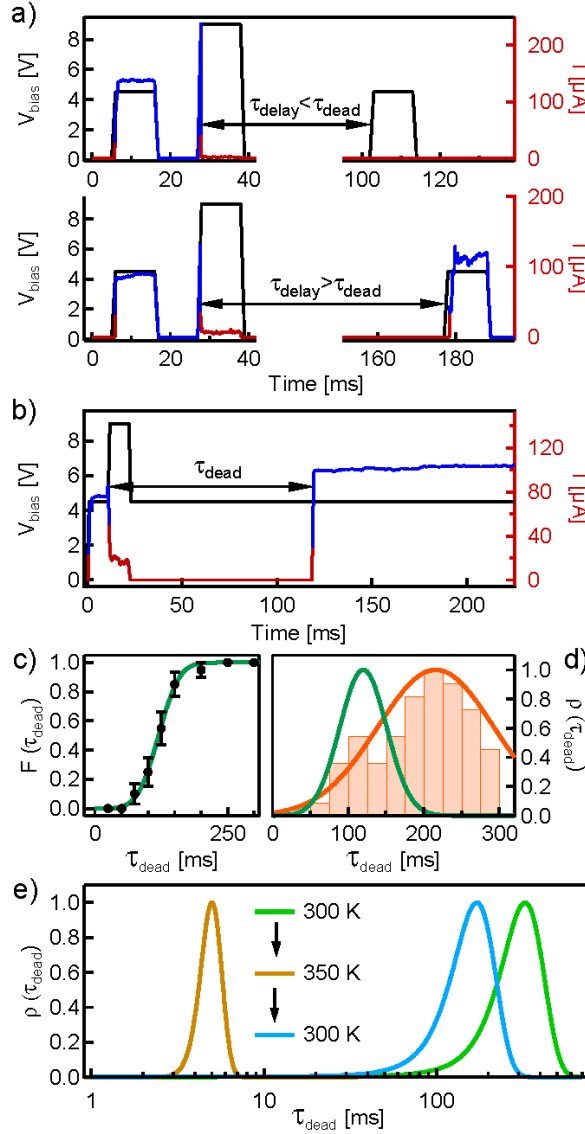 a)
8
6
4
2
0
V_bias [V]
τ_delay<τ_dead
200
100
0
I [µA]
0 20 40 100 120
8
6
4
2
0
V_bias [V]
τ_delay>τ_dead
200
100
0
I [µA]
0 20 40 160 180
Time [ms]
b)
8
6
4
2
0
V_bias [V]
τ_dead
120
80
40
0
I [µA]
0 50 100 150 200
Time [ms]
c)
1.0
0.8
0.6
0.4
0.2
0.0
F (τ_dead)
0 250
τ_dead [ms]
d)
1.0
0.8
0.6
0.4
0.2
0.0
ρ (τ_dead)
0 100 200 300
τ_dead [ms]
e)
1.0
0.8
0.6
0.4
0.2
0.0
ρ (τ_dead)
300 K
350 K
300 K
1 10 100
τ_dead [ms]